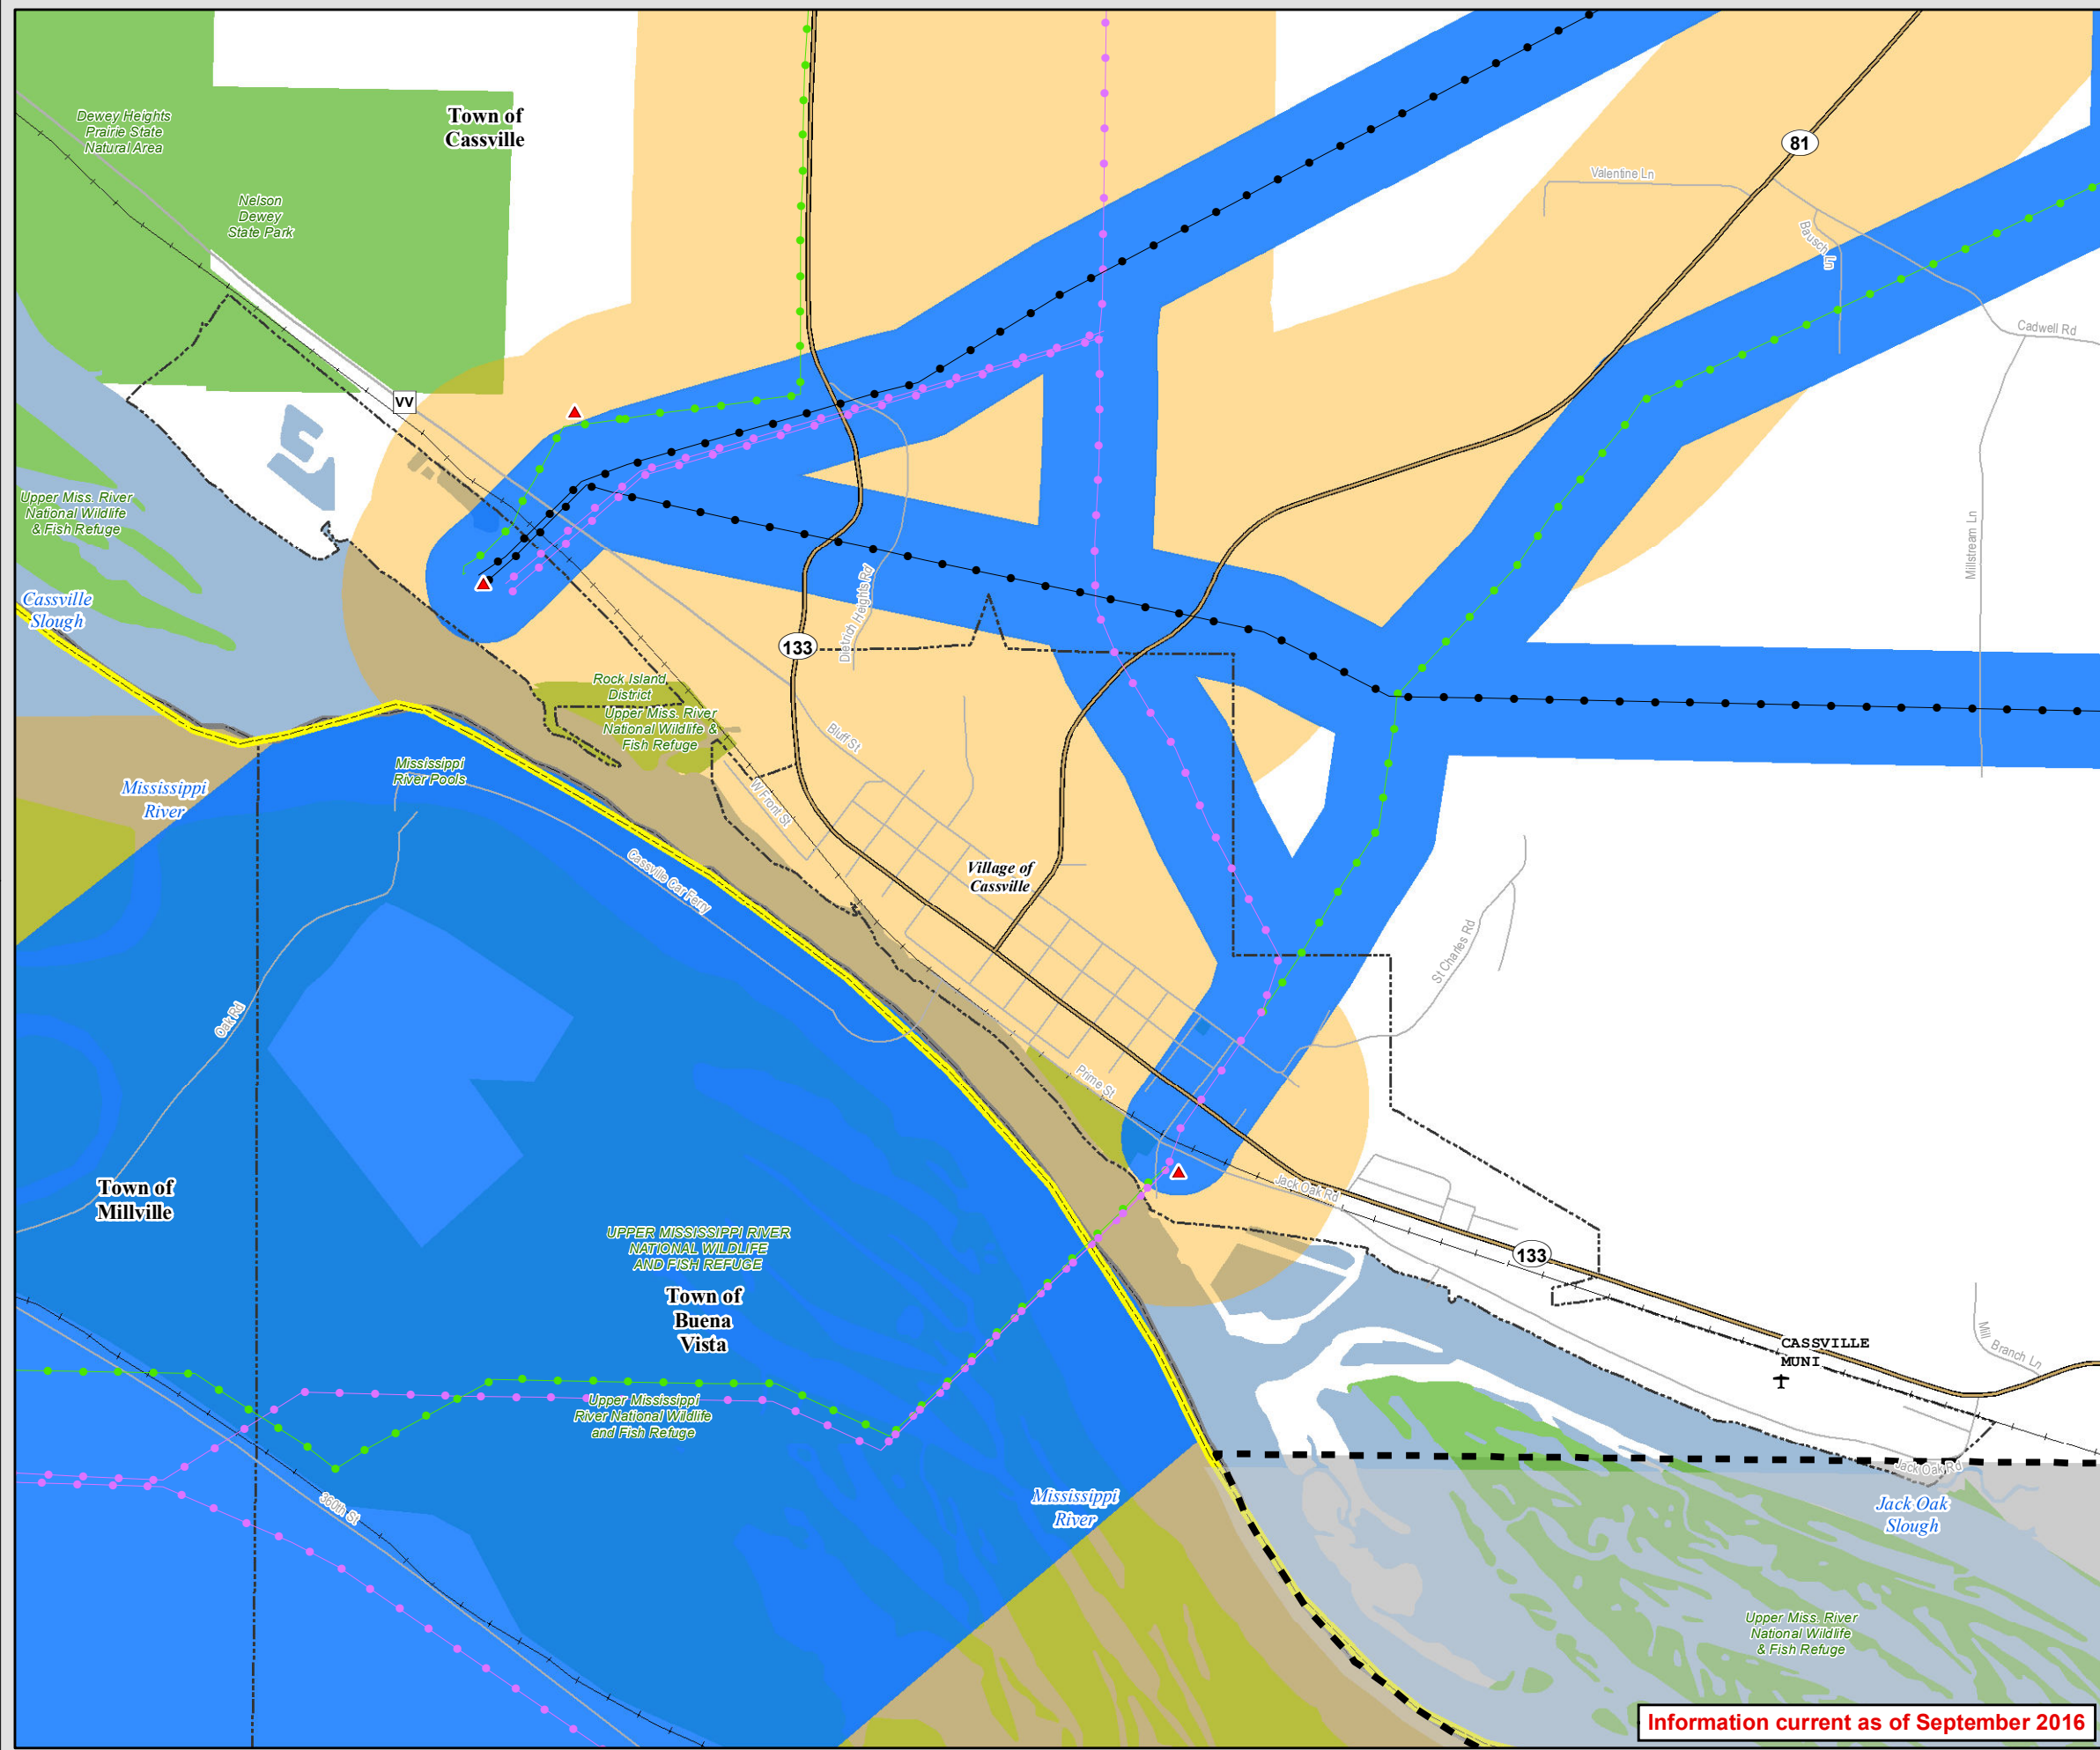 Dewey Heights
Prairie State
Natural Area
Town of
Cassville
81
Valentine Ln
Bausch Ln
Nelson
Dewey
State Park
Cadwell Rd
VV
Upper Miss. River
National Wildlife
& Fish Refuge
Millstream Ln
Cassville
Slough
Dietrich Heights Rd
133
Rock Island
District
Upper Miss. River
National Wildlife &
Fish Refuge
Bluff St
Mississippi
River Pools
Mississippi
River
W Front St
Cassville Car Ferry
Village of
Cassville
St Charles Rd
Oak Rd
Prime St
Jack Oak Rd
Town of
Millville
UPPER MISSISSIPPI RIVER
NATIONAL WILDLIFE
AND FISH REFUGE
133
Town of
Buena
Vista
CASSVILLE
MUNI
Mill Branch Ln
Upper Mississippi
River National Wildlife
and Fish Refuge
Jack Oak Rd
360th St
Mississippi
River
Jack Oak
Slough
Upper Miss. River
National Wildlife
& Fish Refuge
Information current as of September 2016